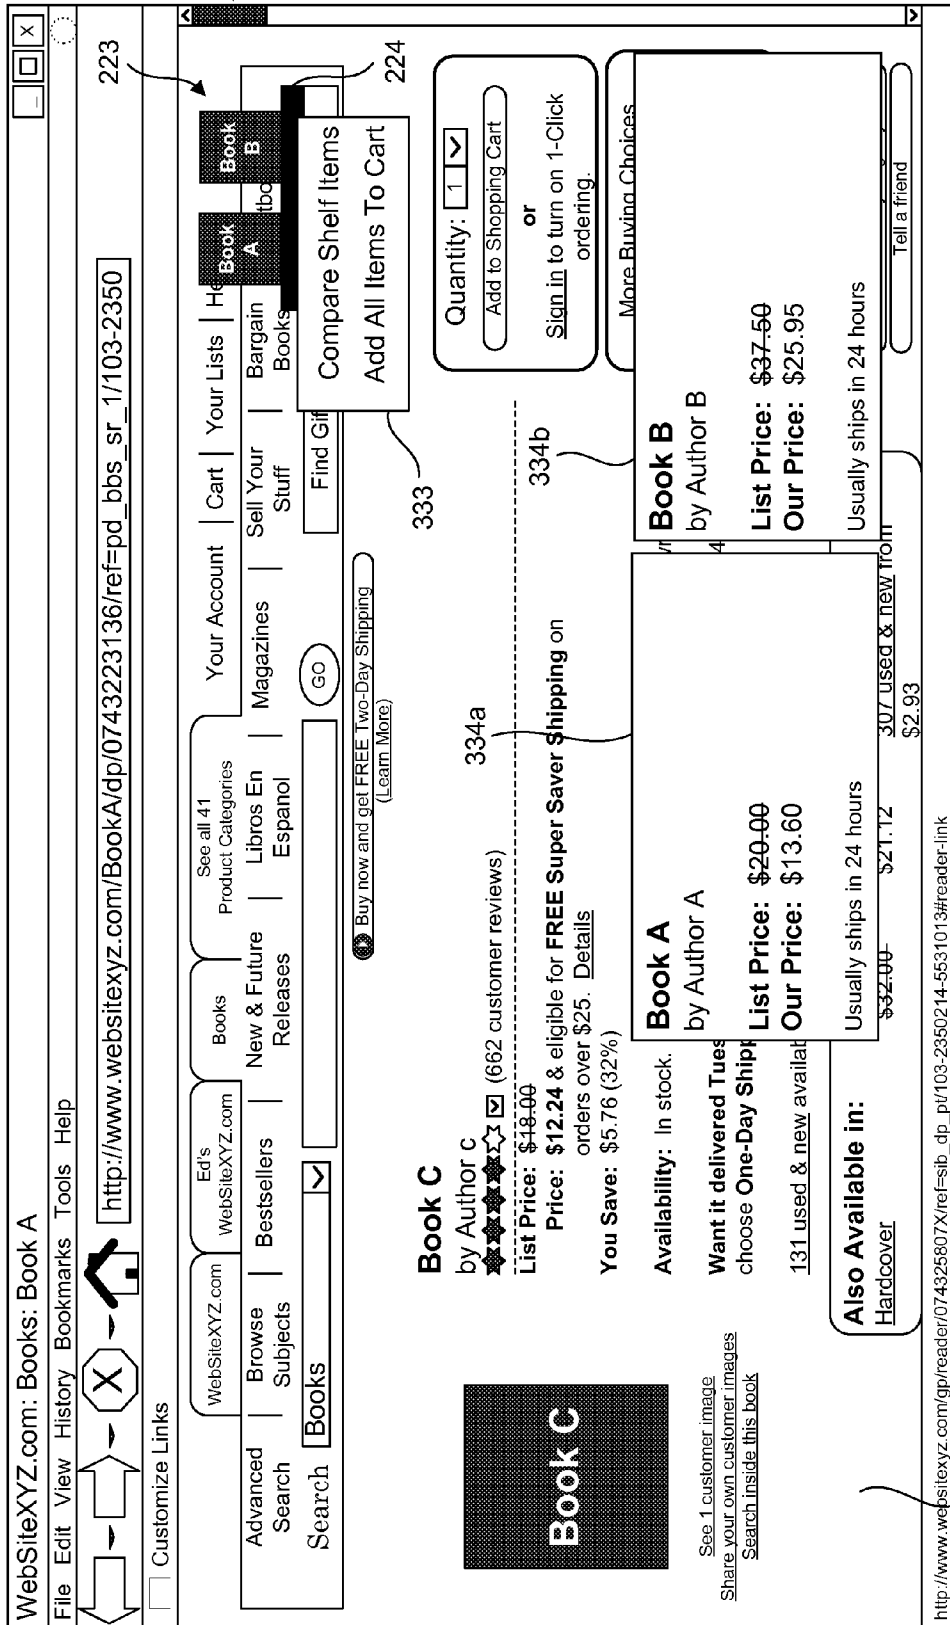 WebSiteXYZ.com: Books: Book A
_ X
File Edit View History Bookmarks Tools Help
X
http://www.websitexyz.com/BookA/dp/0743223136/ref=pd_bbs_sr_1/103-2350
223
Customize Links
WebSiteXYZ.com
Ed's
WebSiteXYZ.com
Books
See all 41
Product Categories
Your Account | Cart | Your Lists | He
Book
A
Book
B
Advanced
Search
Browse
Subjects
Bestsellers
New & Future
Releases
Libros En
Espanol
Magazines
Sell Your
Stuff
Bargain
Books
tbo
224
Search
Books
GO
Find Gif
Compare Shelf Items
Add All Items To Cart
333
Buy now and get FREE Two-Day Shipping
(Learn More)
Book C
Book C
by Author c
(662 customer reviews)
List Price: $18.00
Price: $12.24 & eligible for FREE Super Saver Shipping on
orders over $25. Details
You Save: $5.76 (32%)
Availability: In stock.
Want it delivered Tues
choose One-Day Shipp
131 used & new availab
Quantity: 1
Add to Shopping Cart
or
Sign in to turn on 1-Click
ordering.
More Buying Choices
See 1 customer image
Share your own customer images
Search inside this book
334a
Book A
by Author A
List Price: $20.00
Our Price: $13.60
Usually ships in 24 hours
334b
Book B
by Author B
List Price: $37.50
Our Price: $25.95
Usually ships in 24 hours
4
Tell a friend
Also Available in:
Hardcover
$32.00
$21.12
307 used & new from
$2.93
http://www.websitexyz.com/gp/reader/074325807X/ref=sib_dp_pt/103-2350214-5531013#reader-link